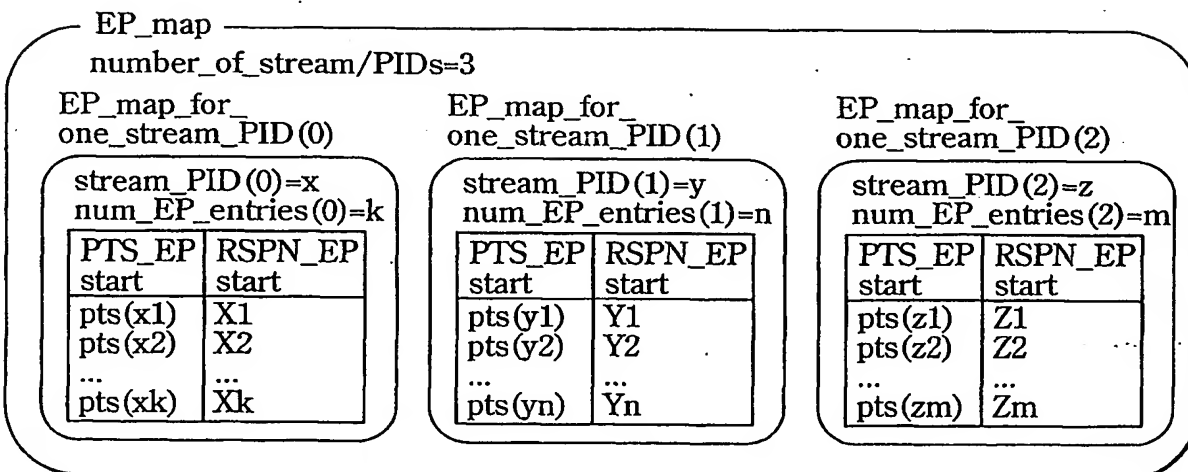 EP_map
number_of_stream/PIDs=3
EP_map_for_
one_stream_PID(0)
stream_PID(0)=x
num_EP_entries(0)=k
PTS_EP RSPN_EP
start start
pts(x1) X1
pts(x2) X2
... ...
pts(xk) Xk
EP_map_for_
one_stream_PID(1)
stream_PID(1)=y
num_EP_entries(1)=n
PTS_EP RSPN_EP
start start
pts(y1) Y1
pts(y2) Y2
... ...
pts(yn) Yn
EP_map_for_
one_stream_PID(2)
stream_PID(2)=z
num_EP_entries(2)=m
PTS_EP RSPN_EP
start start
pts(z1) Z1
pts(z2) Z2
... ...
pts(zm) Zm